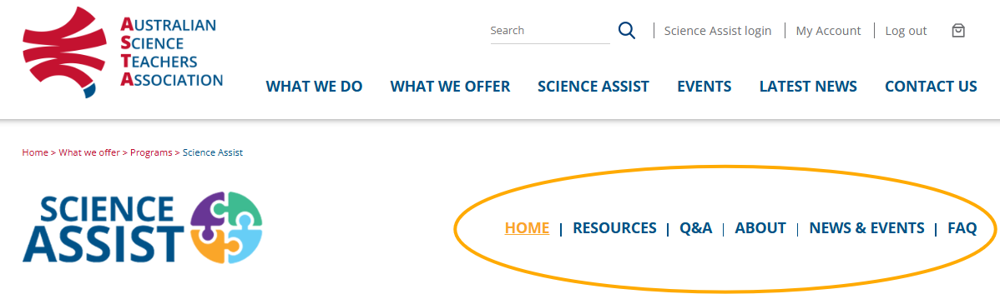 AUSTRALIAN
SCIENCE
TEACHERS
ASSOCIATION
Search
Science Assist login | My Account | Log out
WHAT WE DO WHAT WE OFFER SCIENCE ASSIST EVENTS LATEST NEWS CONTACT US
Home > What we offer > Programs > Science Assist
SCIENCE
ASSIST
HOME | RESOURCES | Q&A | ABOUT | NEWS & EVENTS | FAQ